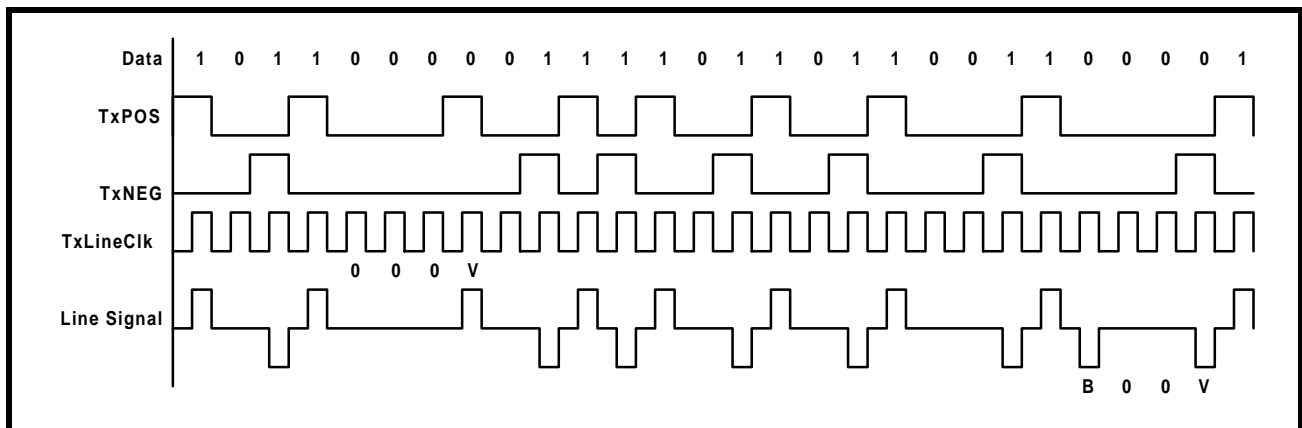 Data 1 0 1 1 0 0 0 0 0 1 1 1 1 0 1 1 0 1 1 0 0 1 1 0 0 0 0 1
TxPOS
TxNEG
TxLineClk
0 0 0 V
Line Signal
B 0 0 V